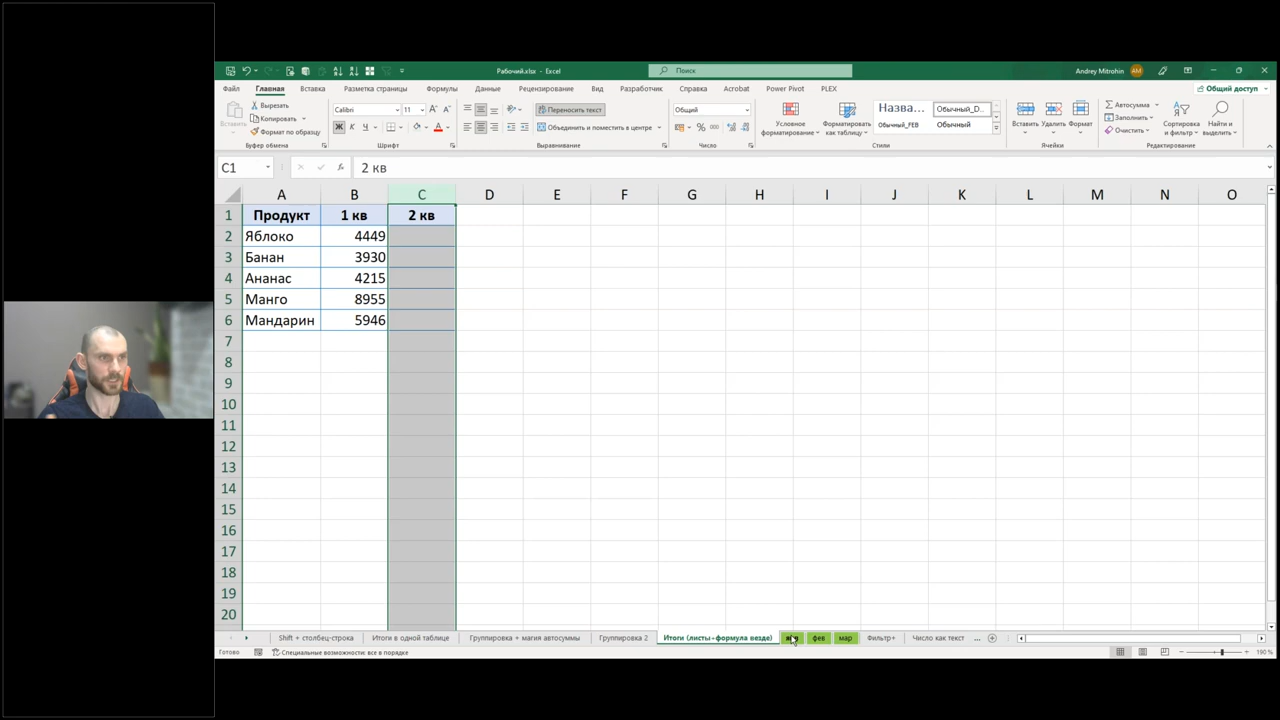 Рабочий.xlsx - Excel
Поиск
Andrey Mitrohin
AM
Файл Главная Вставка Разметка страницы Формулы Данные Рецензирование Вид Разработчик Справка Acrobat Power Pivot PLEX
Общий доступ
Вставить
Вырезать
Копировать
Формат по образцу
Буфер обмена
Calibri 11
Ж К Ч
Шрифт
Переносить текст
Объединить и поместить в центре
Выравнивание
Общий
Число
Условное форматирование
Форматировать как таблицу
Назва...
Обычный_D...
Обычный_FEB
Обычный
Стили
Вставить Удалить Формат
Ячейки
Автосумма
Заполнить
Очистить
Сортировка и фильтр
Найти и выделить
Редактирование
C1
2 кв
A B C D E F G H I J K L M N O
1 Продукт 1 кв 2 кв
2 Яблоко 4449
3 Банан 3930
4 Ананас 4215
5 Манго 8955
6 Мандарин 5946
7
8
9
10
11
12
13
14
15
16
17
18
19
20
Shift + столбец-строка Итоги в одной таблице Группировка + магия автосуммы Группировка 2 Итоги (листы - формула везде) фев мар Фильтр+ Число как текст ...
Готово
Специальные возможности: все в порядке
190 %